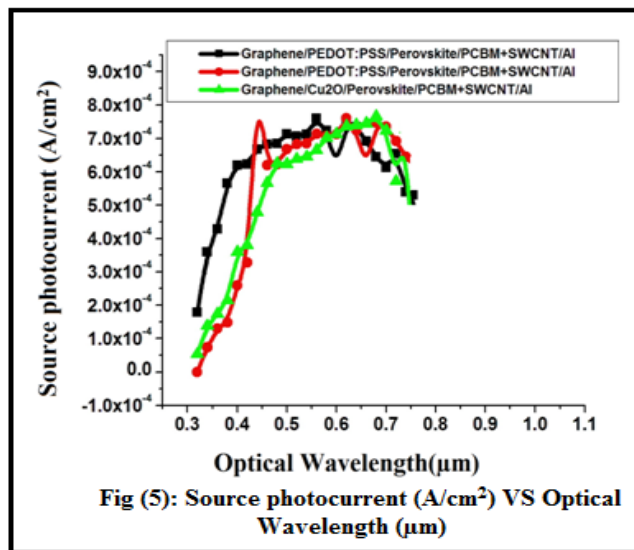 Graphene/PEDOT:PSS/Perovskite/PCBM+SWCNT/Al
Graphene/PEDOT:PSS/Perovskite/PCBM+SWCNT/Al
Graphene/Cu2O/Perovskite/PCBM+SWCNT/Al
Source photocurrent (A/cm²)
9.0x10⁻⁴
8.0x10⁻⁴
7.0x10⁻⁴
6.0x10⁻⁴
5.0x10⁻⁴
4.0x10⁻⁴
3.0x10⁻⁴
2.0x10⁻⁴
1.0x10⁻⁴
0.0
-1.0x10⁻⁴
0.3 0.4 0.5 0.6 0.7 0.8 0.9 1.0 1.1
Optical Wavelength(µm)
Fig (5): Source photocurrent (A/cm²) VS Optical
Wavelength (µm)